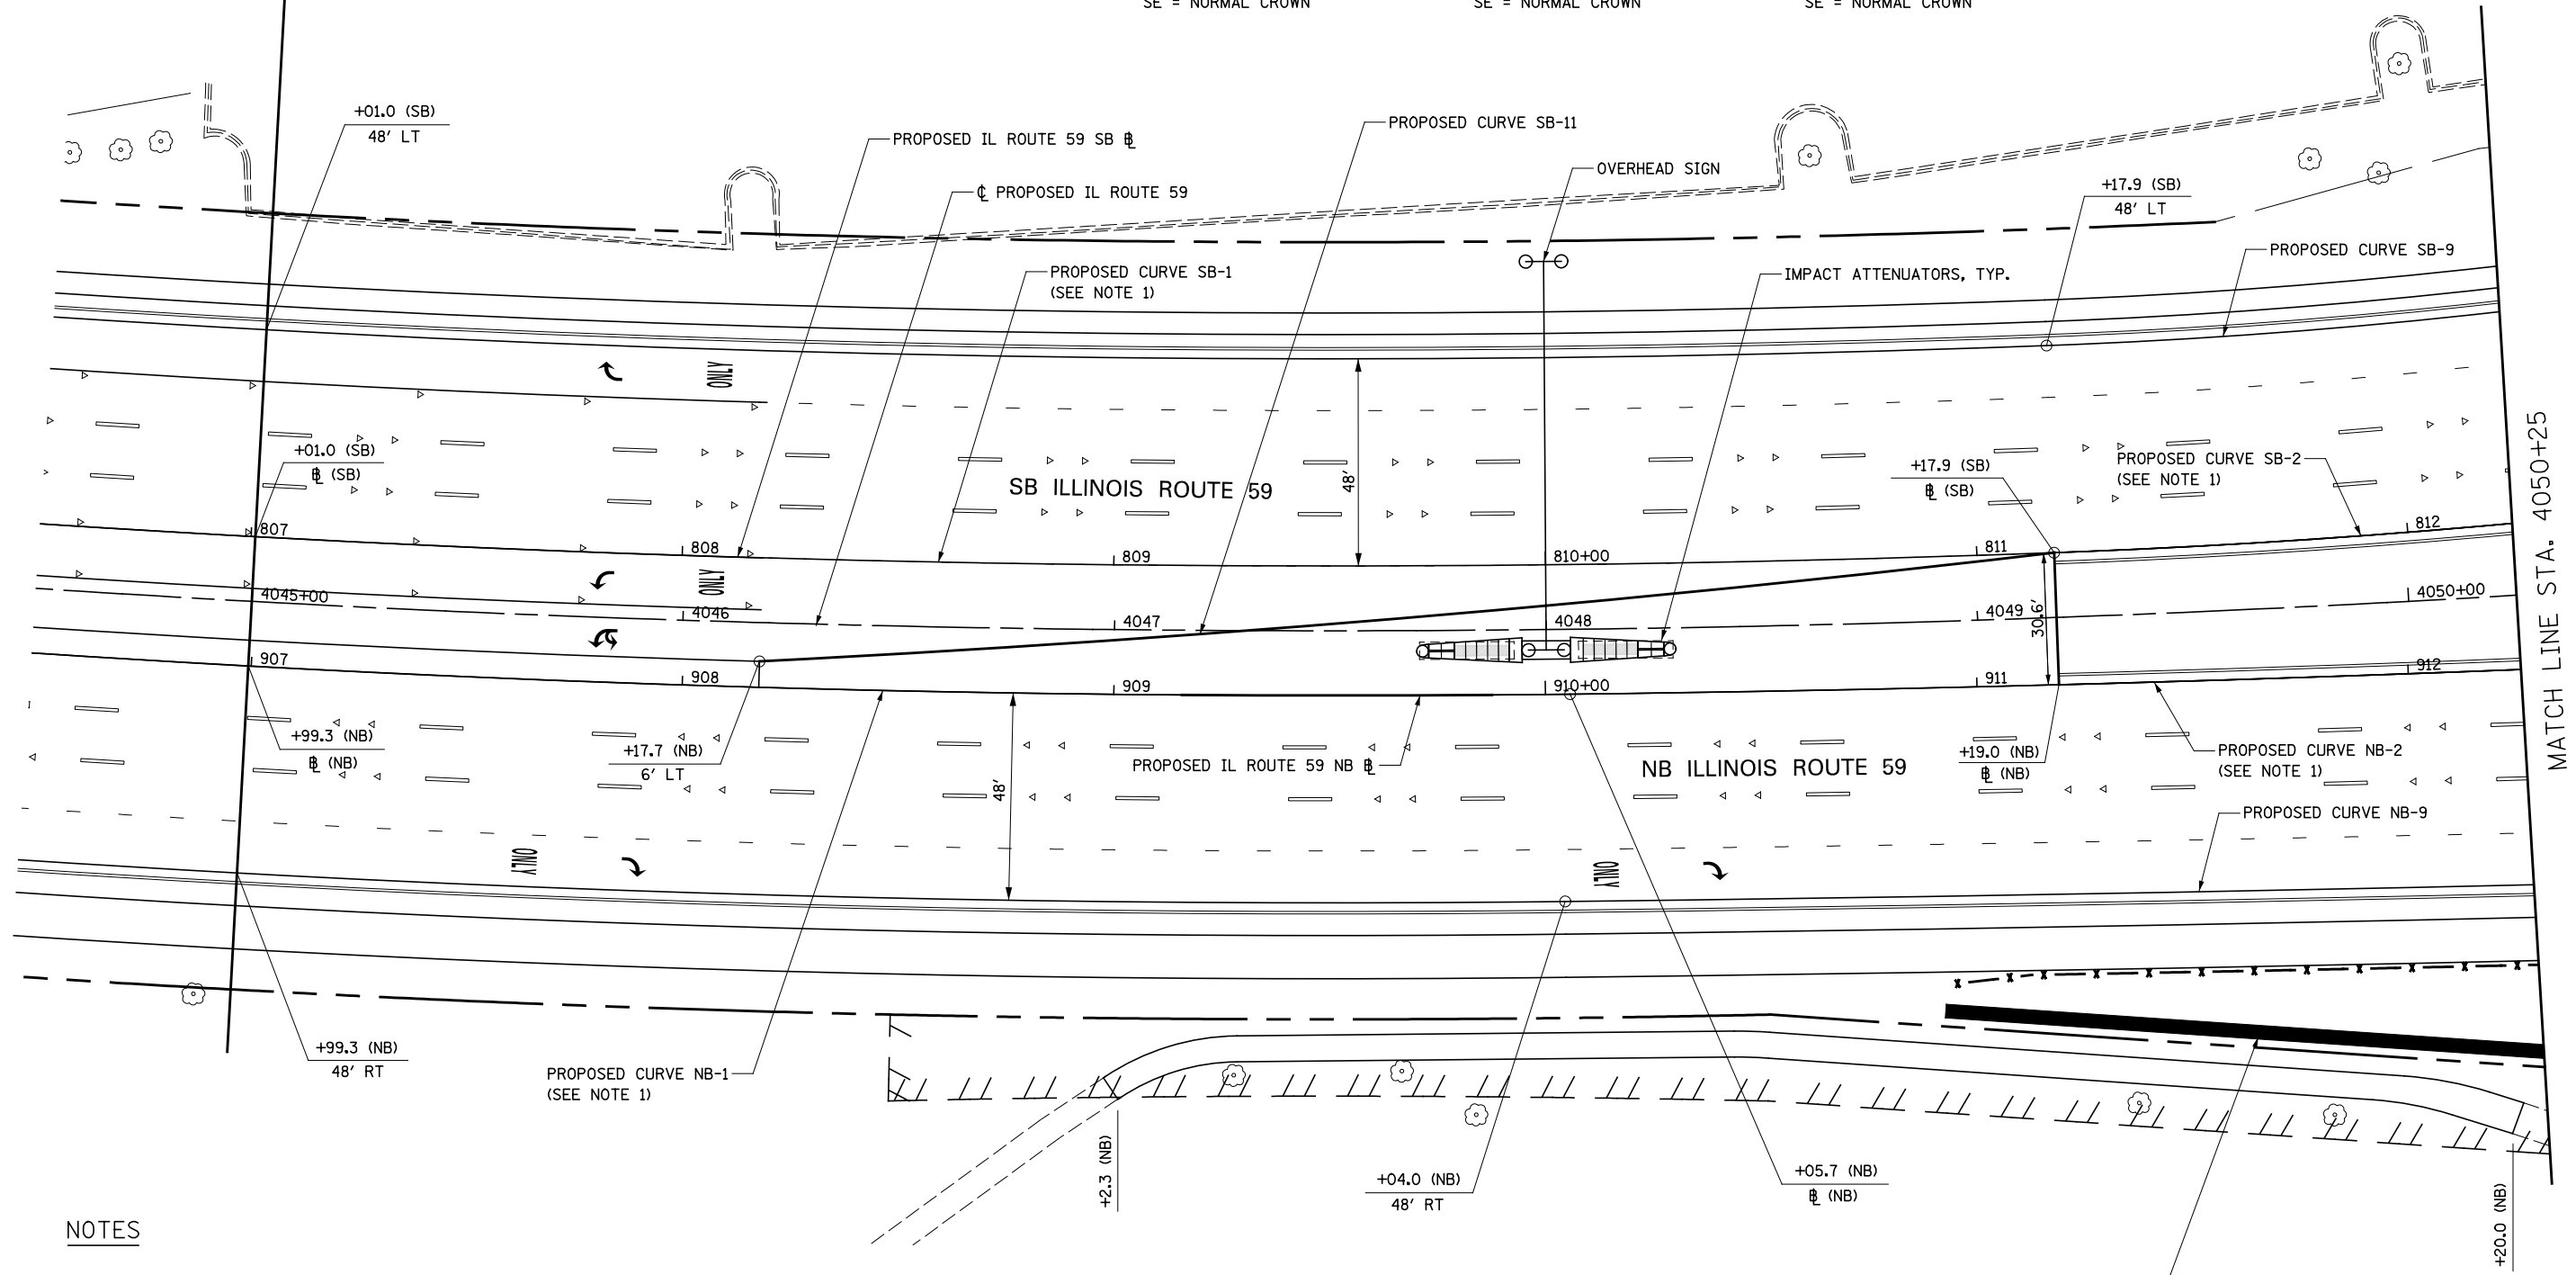 SE = NORMAL CROWN
SE = NORMAL CROWN
SE = NORMAL CROWN
+01.0 (SB)
48' LT
PROPOSED IL ROUTE 59 SB ⅊
℄ PROPOSED IL ROUTE 59
PROPOSED CURVE SB-11
OVERHEAD SIGN
+17.9 (SB)
48' LT
PROPOSED CURVE SB-1
(SEE NOTE 1)
IMPACT ATTENUATORS, TYP.
PROPOSED CURVE SB-9
ONLY
48'
+01.0 (SB)
(SB)
SB ILLINOIS ROUTE 59
+17.9 (SB)
(SB)
PROPOSED CURVE SB-2
(SEE NOTE 1)
MATCH LINE STA. 4050+25
807
808
809
810+00
811
812
ONLY
4045+00
4046
4047
4048
4049
4050+00
30.6'
907
908
909
910+00
911
912
+99.3 (NB)
(NB)
+17.7 (NB)
6' LT
48'
PROPOSED IL ROUTE 59 NB
NB ILLINOIS ROUTE 59
+19.0 (NB)
(NB)
PROPOSED CURVE NB-2
(SEE NOTE 1)
PROPOSED CURVE NB-9
ONLY
ONLY
+99.3 (NB)
48' RT
PROPOSED CURVE NB-1
(SEE NOTE 1)
+2.3 (NB)
+04.0 (NB)
48' RT
+05.7 (NB)
(NB)
+20.0 (NB)
NOTES